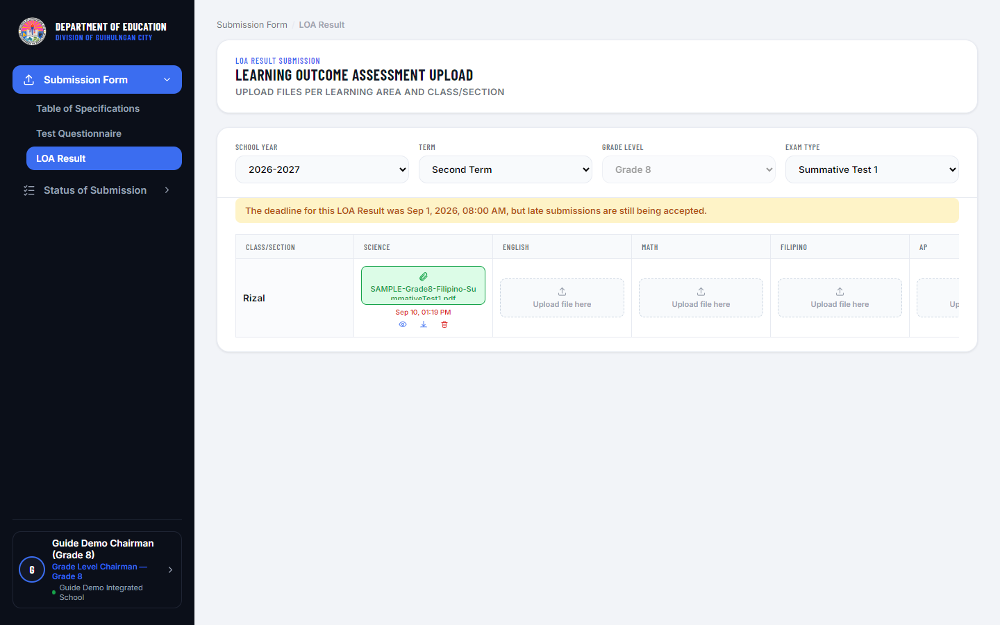 DEPARTMENT OF EDUCATION
DIVISION OF GUIHULNGAN CITY
Submission Form
Table of Specifications
Test Questionnaire
LOA Result
Status of Submission
Guide Demo Chairman
(Grade 8)
G
Grade Level Chairman —
Grade 8
Guide Demo Integrated
School
Submission Form / LOA Result
LOA RESULT SUBMISSION
LEARNING OUTCOME ASSESSMENT UPLOAD
UPLOAD FILES PER LEARNING AREA AND CLASS/SECTION
SCHOOL YEAR TERM GRADE LEVEL EXAM TYPE
2026-2027 Second Term Grade 8 Summative Test 1
The deadline for this LOA Result was Sep 1, 2026, 08:00 AM, but late submissions are still being accepted.
CLASS/SECTION SCIENCE ENGLISH MATH FILIPINO AP
Rizal
SAMPLE-Grade8-Filipino-Su
mmativeTest1.pdf
Sep 10, 01:19 PM
Upload file here Upload file here Upload file here Up